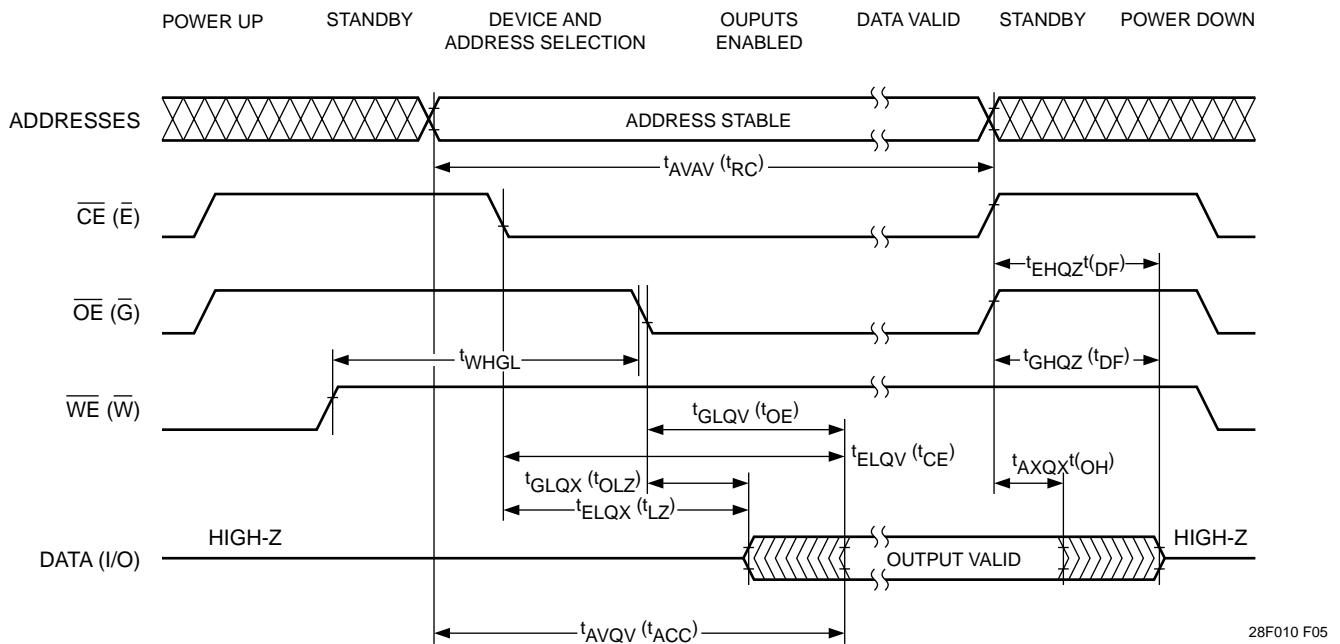 POWER UP STANDBY DEVICE AND ADDRESS SELECTION OUPUTS ENABLED DATA VALID STANDBY POWER DOWN
ADDRESSES
ADDRESS STABLE
tAVAV (tRC)
CE (E)
tEHQZt(DF)
OE (G)
tWHGL
tGHQZ (tDF)
WE (W)
tGLQV (tOE)
tELQV (tCE)
tAXQXt(OH)
tGLQX (tOLZ)
tELQX (tLZ)
HIGH-Z
HIGH-Z
DATA (I/O)
OUTPUT VALID
tAVQV (tACC)
28F010 F05